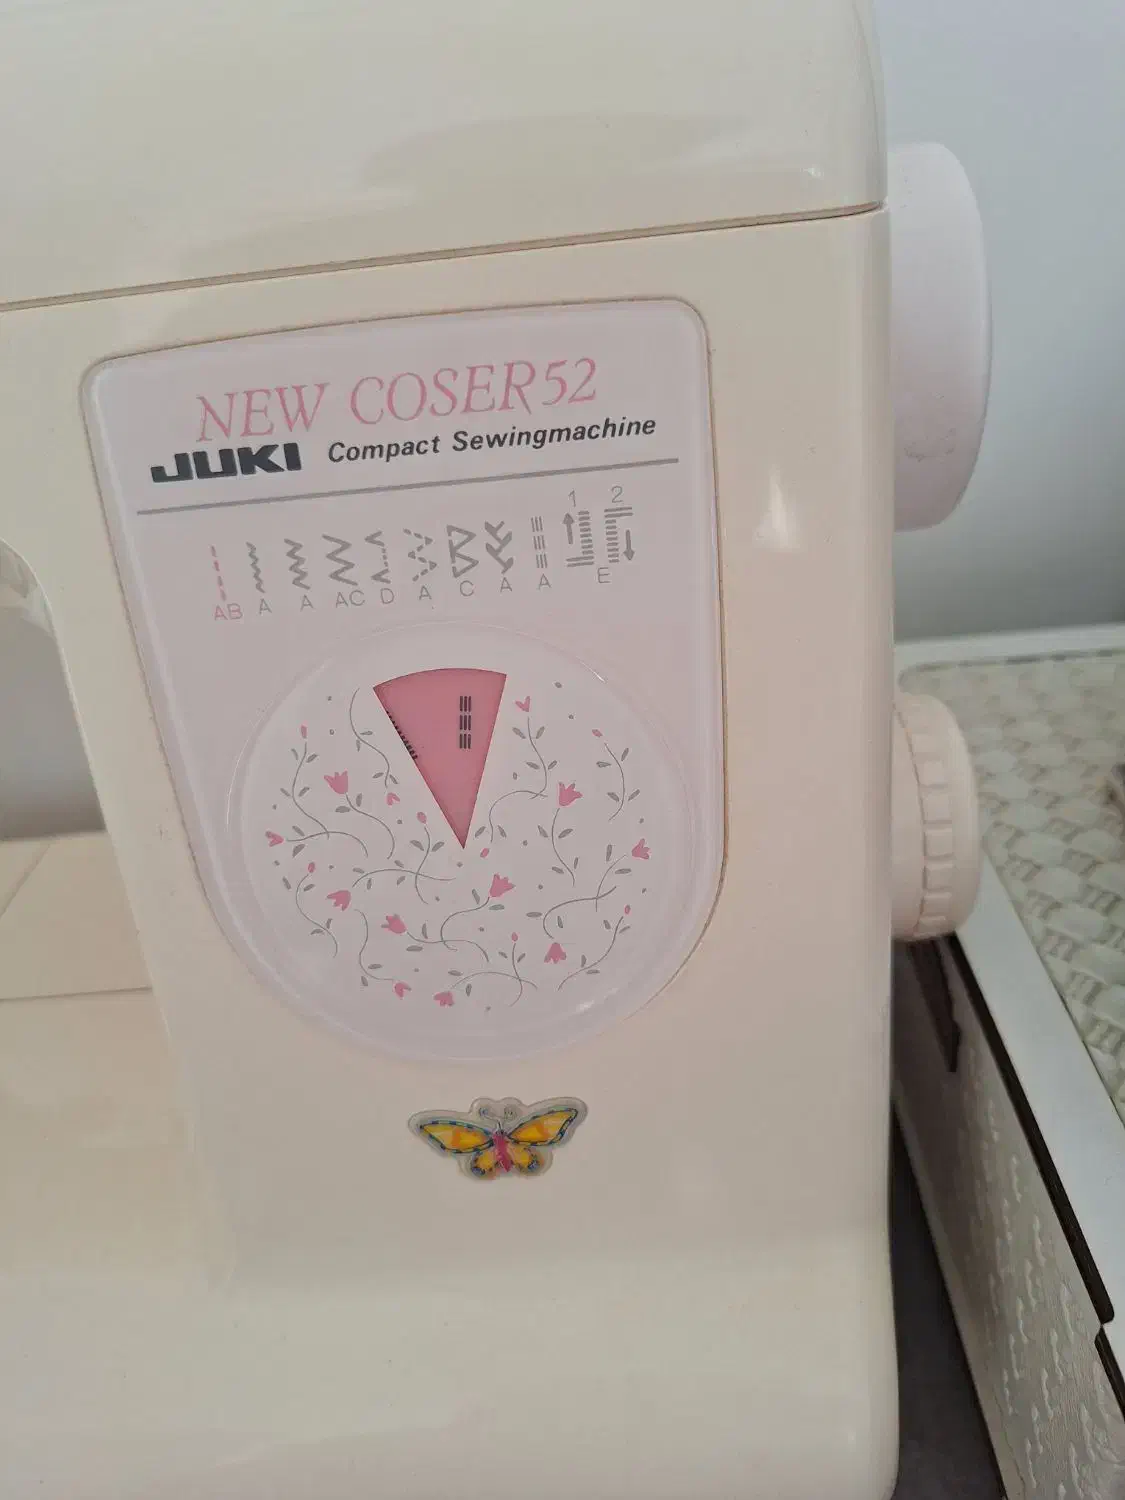 NEW COSER52
JUKI Compact Sewingmachine
1 2
AB A A AC D A C A A E